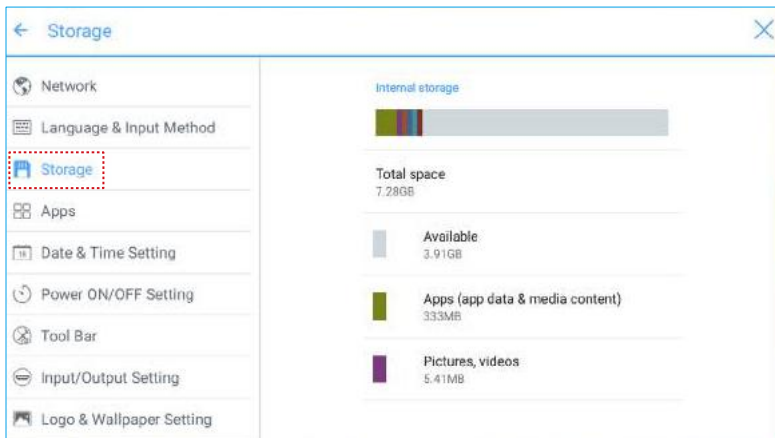 Storage
Network
Language & Input Method
Storage
Apps
Date & Time Setting
Power ON/OFF Setting
Tool Bar
Input/Output Setting
Logo & Wallpaper Setting
Internal storage
Total space
7.28GB
Available
3.91GB
Apps (app data & media content)
333MB
Pictures, videos
5.41MB